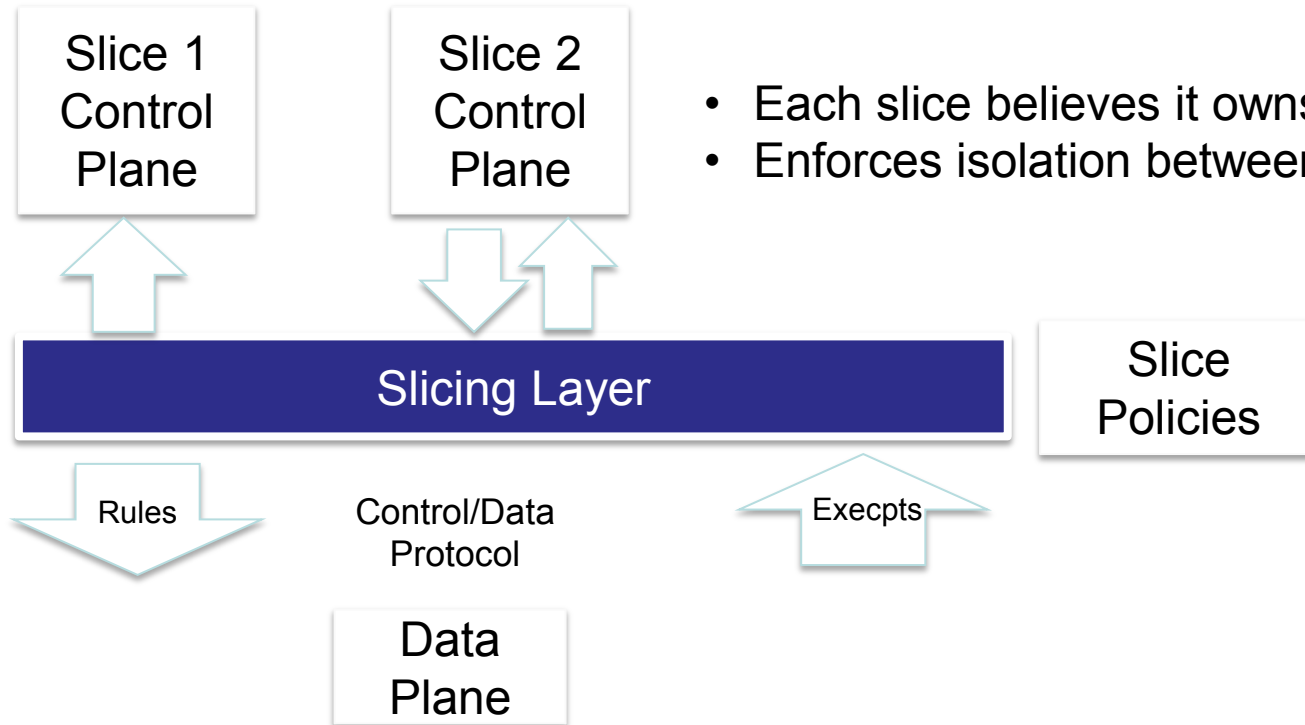 Slice 1
Control
Plane
Slice 2
Control
Plane
• Each slice believes it owns
• Enforces isolation between
Slicing Layer
Slice
Policies
Rules
Control/Data
Protocol
Execpts
Data
Plane